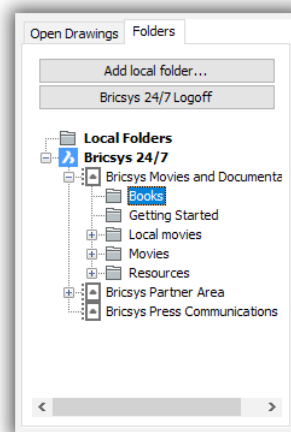 Open Drawings Folders
Add local folder...
Bricsys 24/7 Logoff
Local Folders
Bricsys 24/7
Bricsys Movies and Documenta
Books
Getting Started
Local movies
Movies
Resources
Bricsys Partner Area
Bricsys Press Communications